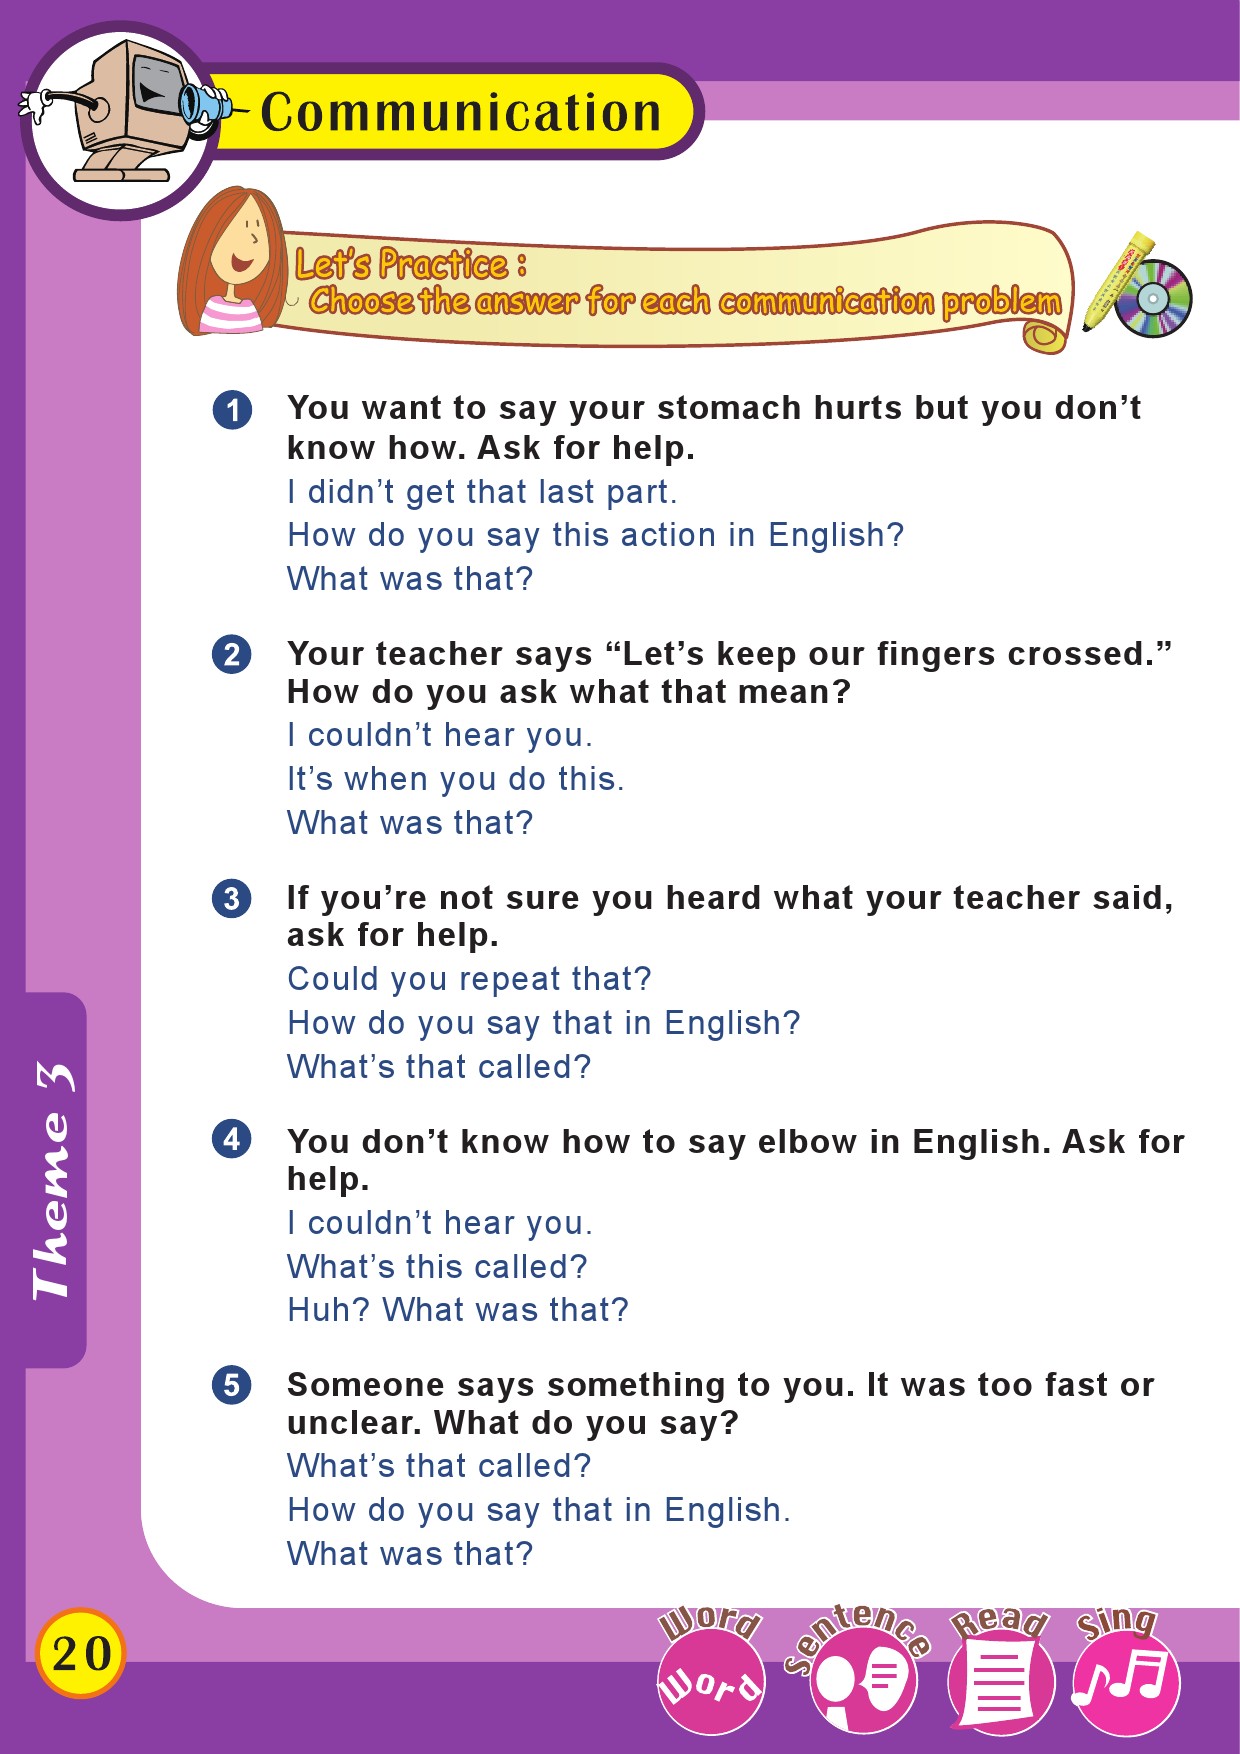 Communication
Let's Practice :
Choose the answer for each communication problem
1 You want to say your stomach hurts but you don't
know how. Ask for help.
I didn't get that last part.
How do you say this action in English?
What was that?
2 Your teacher says “Let's keep our fingers crossed.”
How do you ask what that mean?
I couldn't hear you.
It's when you do this.
What was that?
3 If you're not sure you heard what your teacher said,
ask for help.
Could you repeat that?
How do you say that in English?
What's that called?
4 You don't know how to say elbow in English. Ask for
help.
I couldn't hear you.
What's this called?
Huh? What was that?
5 Someone says something to you. It was too fast or
unclear. What do you say?
What's that called?
How do you say that in English.
What was that?
Theme 3
20
Word
Word
Sentence
Read
Sing